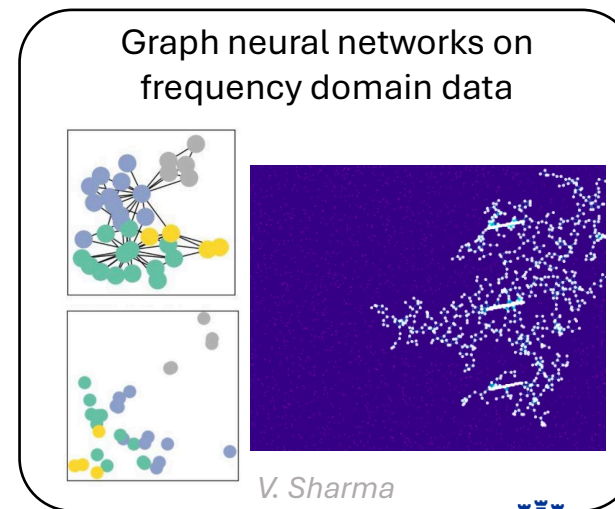 Graph neural networks on
frequency domain data
V. Sharma